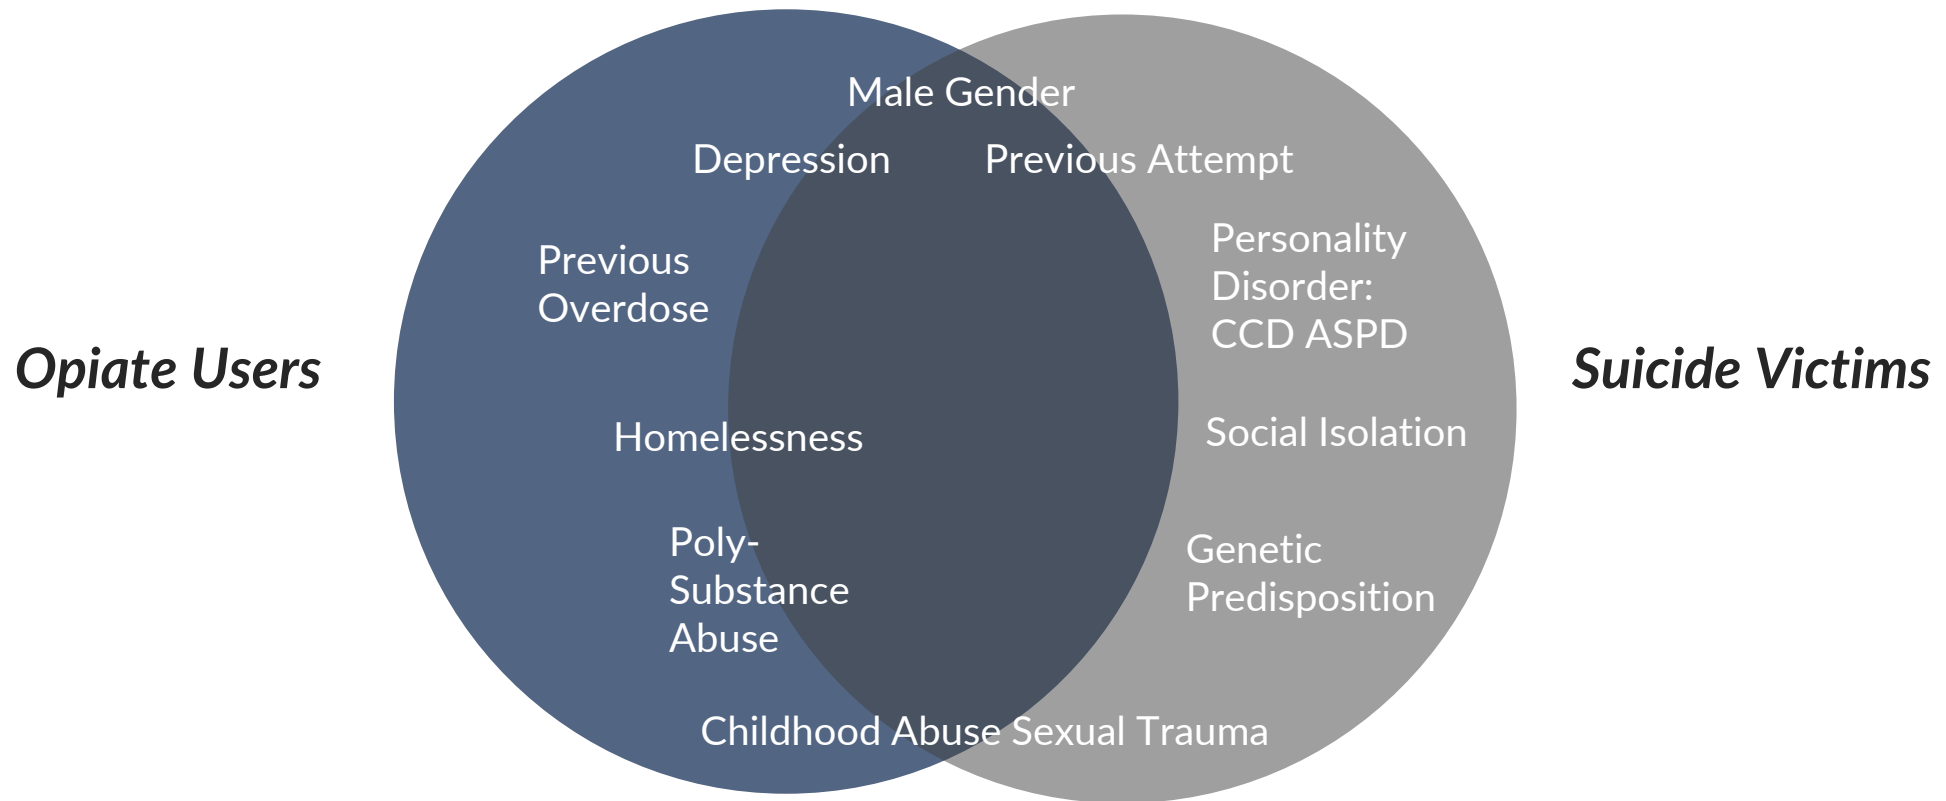 Male Gender
Depression
Previous Attempt
Previous
Overdose
Personality
Disorder:
CCD ASPD
Opiate Users
Suicide Victims
Homelessness
Social Isolation
Poly-
Substance
Abuse
Genetic
Predisposition
Childhood Abuse Sexual Trauma